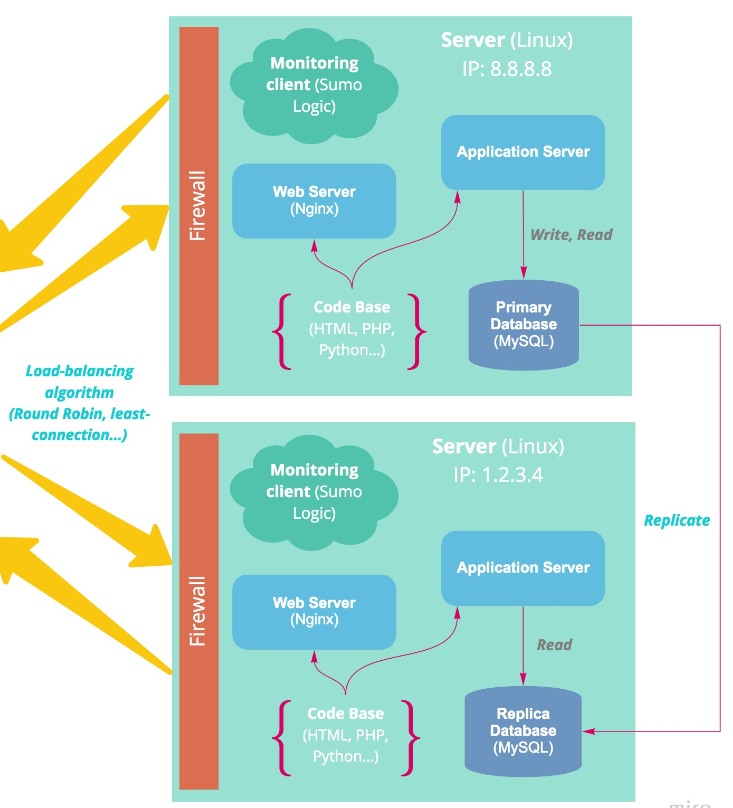 Server (Linux)
IP: 8.8.8.8
Monitoring
client (Sumo
Logic)
Firewall
Application Server
Web Server
(Nginx)
Write, Read
Code Base
(HTML, PHP,
Python...)
Primary
Database
(MySQL)
Load-balancing
algorithm
(Round Robin, least-
connection...)
Server (Linux)
IP: 1.2.3.4
Monitoring
client (Sumo
Logic)
Replicate
Firewall
Application Server
Web Server
(Nginx)
Read
Code Base
(HTML, PHP,
Python...)
Replica
Database
(MySQL)
miro